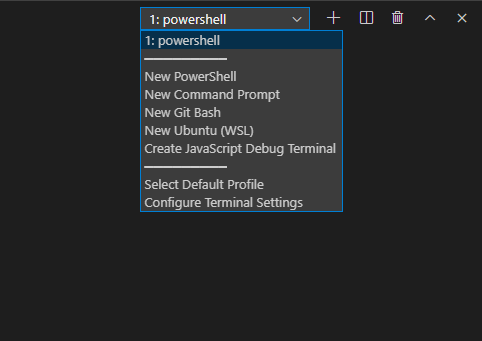 1: powershell
1: powershell
New PowerShell
New Command Prompt
New Git Bash
New Ubuntu (WSL)
Create JavaScript Debug Terminal
Select Default Profile
Configure Terminal Settings